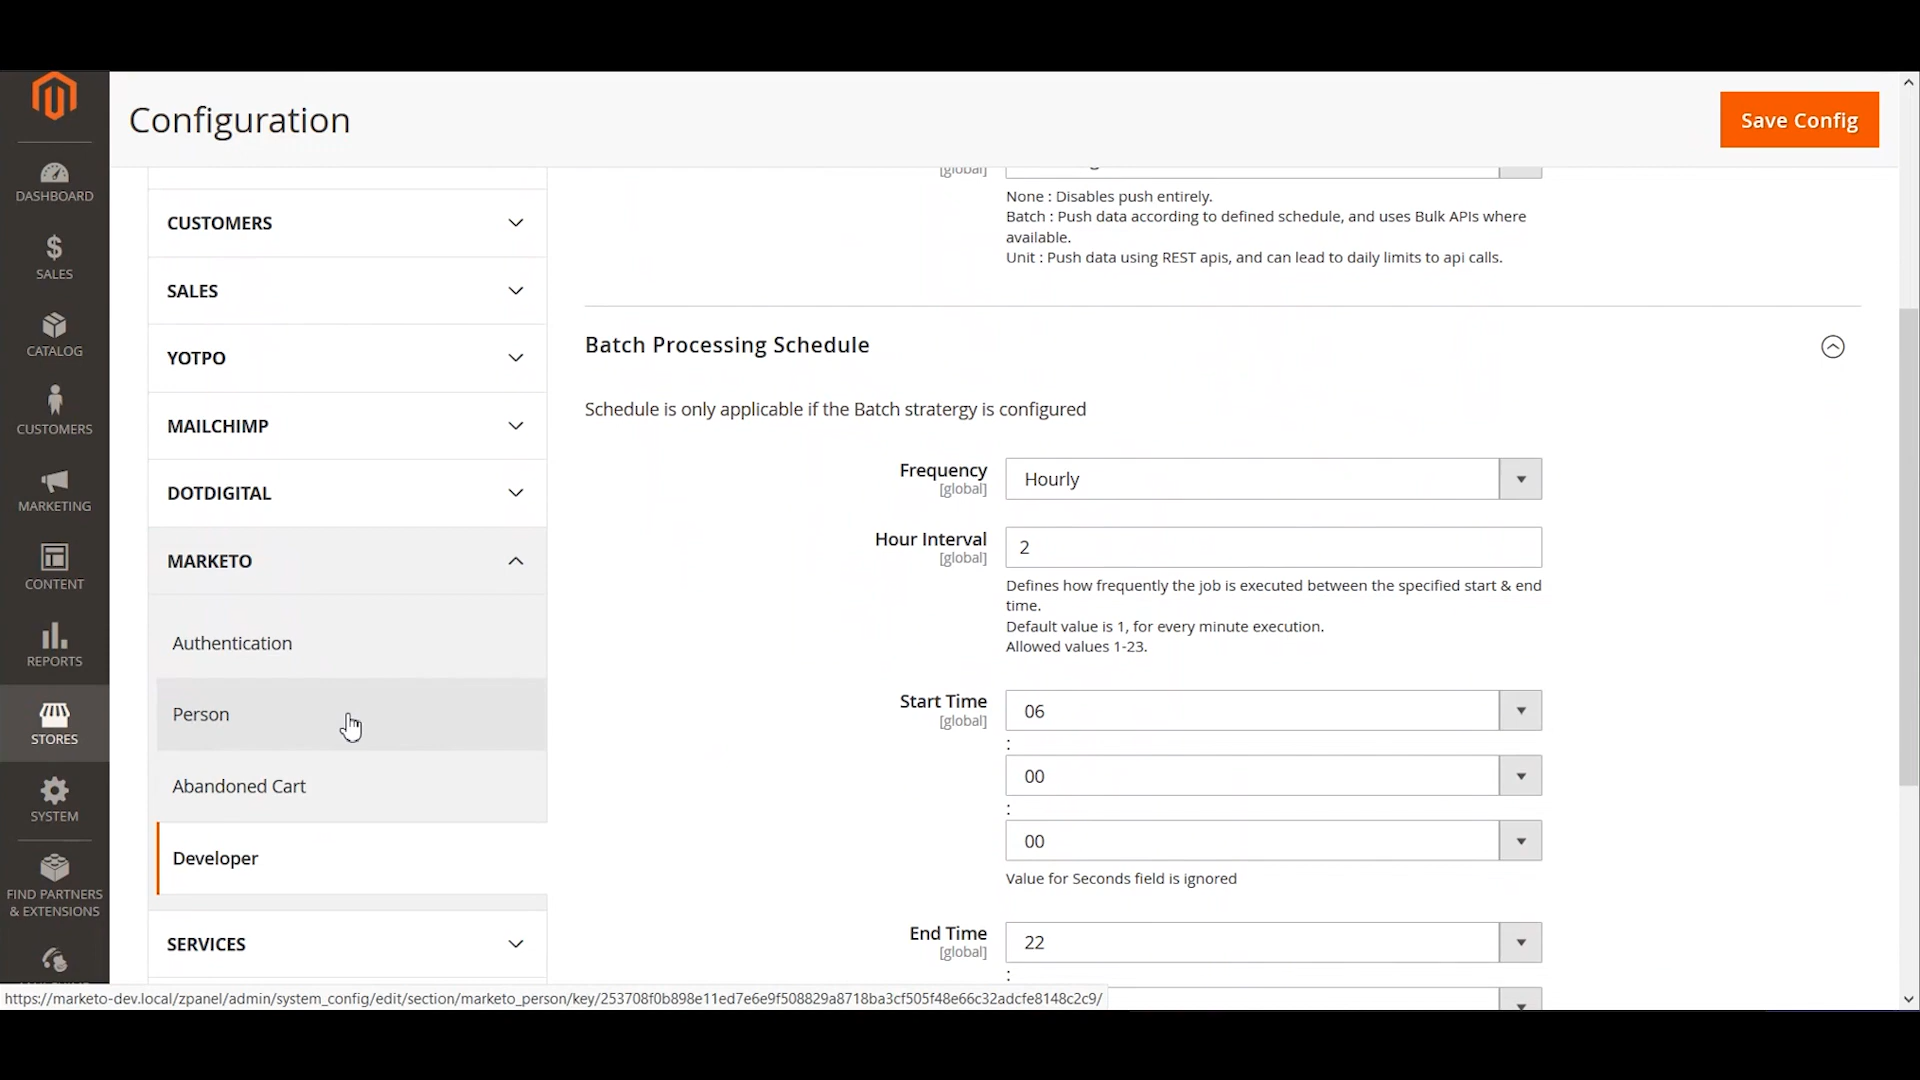 Configuration
Save Config
DASHBOARD
SALES
CATALOG
CUSTOMERS
MARKETING
CONTENT
REPORTS
STORES
SYSTEM
FIND PARTNERS
& EXTENSIONS
CUSTOMERS
SALES
YOTPO
MAILCHIMP
DOTDIGITAL
MARKETO
Authentication
Person
Abandoned Cart
Developer
SERVICES
[global]
None : Disables push entirely.
Batch : Push data according to defined schedule, and uses Bulk APIs where
available.
Unit : Push data using REST apis, and can lead to daily limits to api calls.
Batch Processing Schedule
Schedule is only applicable if the Batch stratergy is configured
Frequency
[global]
Hourly
Hour Interval
[global]
2
Defines how frequently the job is executed between the specified start & end
time.
Default value is 1, for every minute execution.
Allowed values 1-23.
Start Time
[global]
06
:
00
:
00
Value for Seconds field is ignored
End Time
[global]
22
:
https://marketo-dev.local/zpanel/admin/system_config/edit/section/marketo_person/key/253708f0b898e11ed7e6e9f508829a8718ba3cf505f48e66c32adcfe8148c2c9/